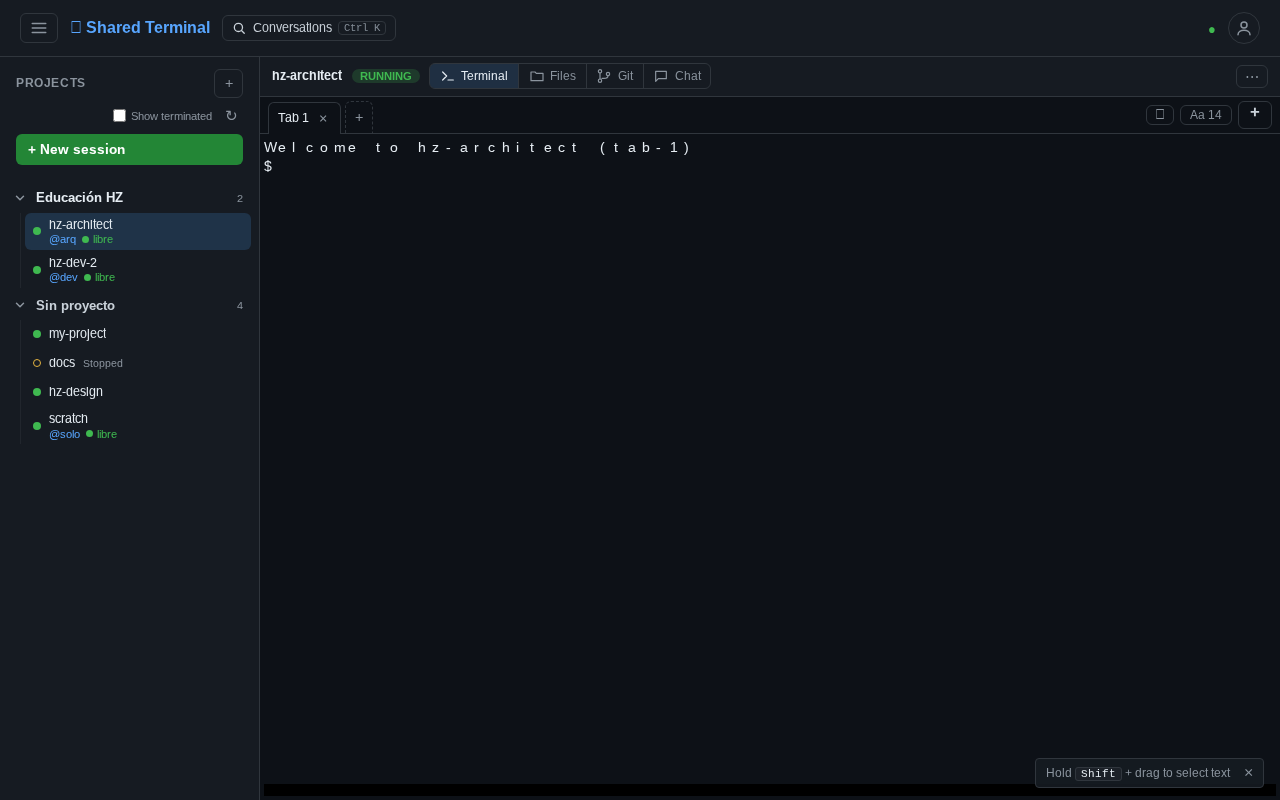 Shared Terminal
Conversations Ctrl K
PROJECTS +
Show terminated ↻
+ New session
Educación HZ 2
hz-architect
@arq libre
hz-dev-2
@dev libre
Sin proyecto 4
my-project
docs Stopped
hz-design
scratch
@solo libre
hz-architect RUNNING Terminal Files Git Chat ⋯
Tab 1 × + Aa 14 +
Welcome to hz-architect (tab-1)
$
Hold Shift + drag to select text ×